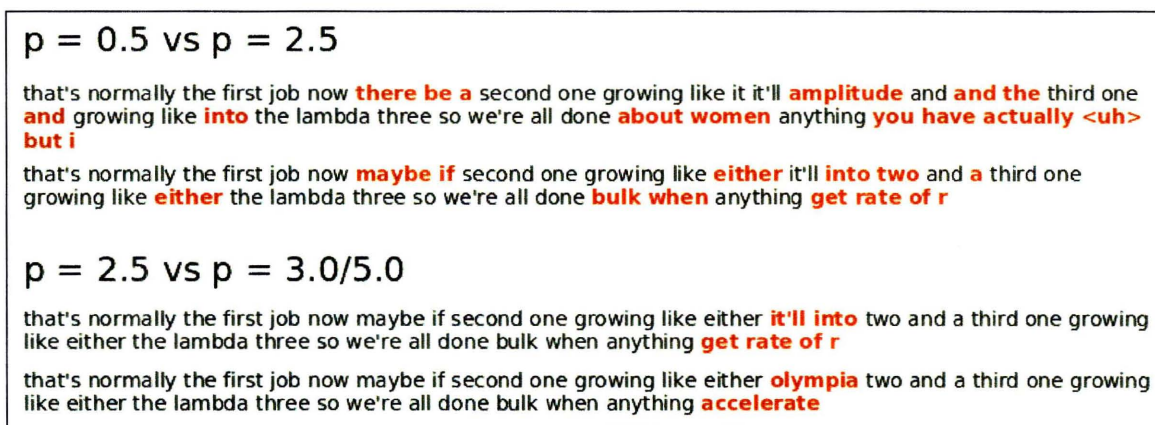 p = 0.5 vs p = 2.5
that's normally the first job now there be a second one growing like it it'll amplitude and and the third one
and growing like into the lambda three so we're all done about women anything you have actually <uh>
but i
that's normally the first job now maybe if second one growing like either it'll into two and a third one
growing like either the lambda three so we're all done bulk when anything get rate of r
p = 2.5 vs p = 3.0/5.0
that's normally the first job now maybe if second one growing like either it'll into two and a third one growing
like either the lambda three so we're all done bulk when anything get rate of r
that's normally the first job now maybe if second one growing like either olympia two and a third one growing
like either the lambda three so we're all done bulk when anything accelerate